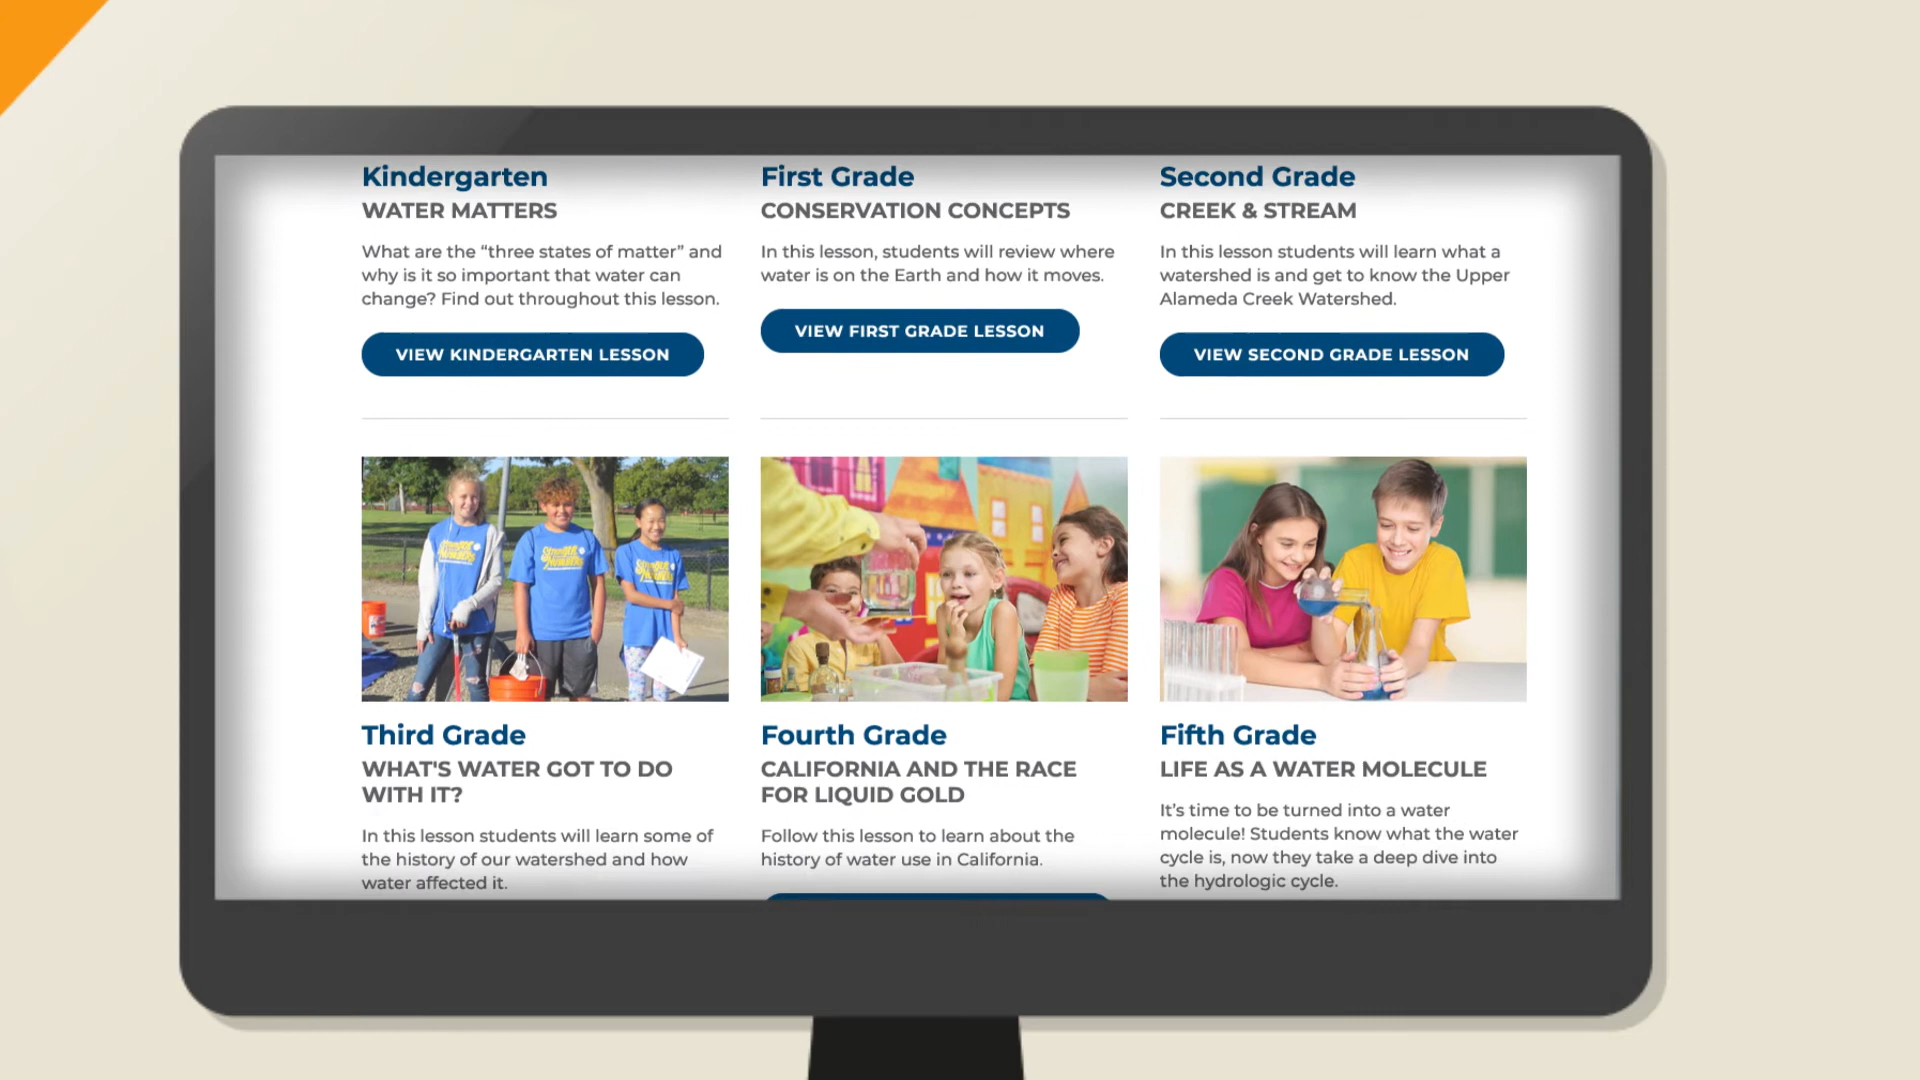 Kindergarten
WATER MATTERS
What are the “three states of matter” and
why is it so important that water can
change? Find out throughout this lesson.
VIEW KINDERGARTEN LESSON
First Grade
CONSERVATION CONCEPTS
In this lesson, students will review where
water is on the Earth and how it moves.
VIEW FIRST GRADE LESSON
Second Grade
CREEK & STREAM
In this lesson students will learn what a
watershed is and get to know the Upper
Alameda Creek Watershed.
VIEW SECOND GRADE LESSON
Third Grade
WHAT'S WATER GOT TO DO
WITH IT?
In this lesson students will learn some of
the history of our watershed and how
water affected it.
Fourth Grade
CALIFORNIA AND THE RACE
FOR LIQUID GOLD
Follow this lesson to learn about the
history of water use in California.
Fifth Grade
LIFE AS A WATER MOLECULE
It’s time to be turned into a water
molecule! Students know what the water
cycle is, now they take a deep dive into
the hydrologic cycle.